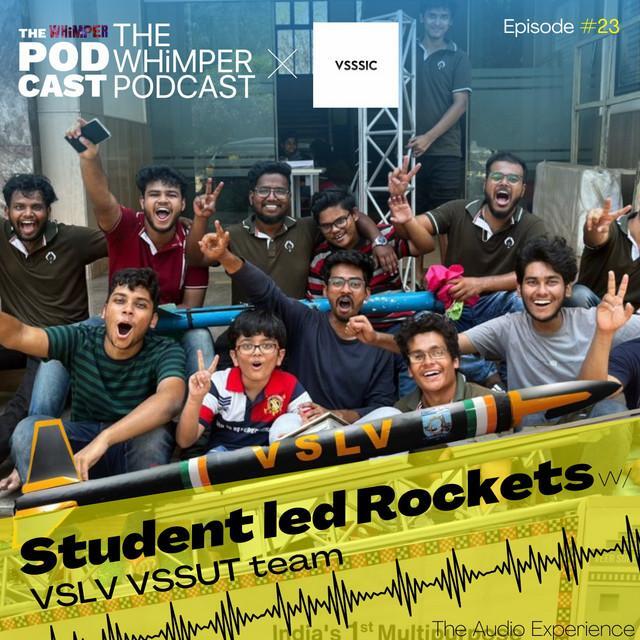 THE WHiMPER
POD
CAST
THE
WHiMPER
PODCAST
VSSSIC
Episode #23
VSLV
Student led Rockets w/
VSLV VSSUT team
India's 1st Multipurpose
The Audio Experience